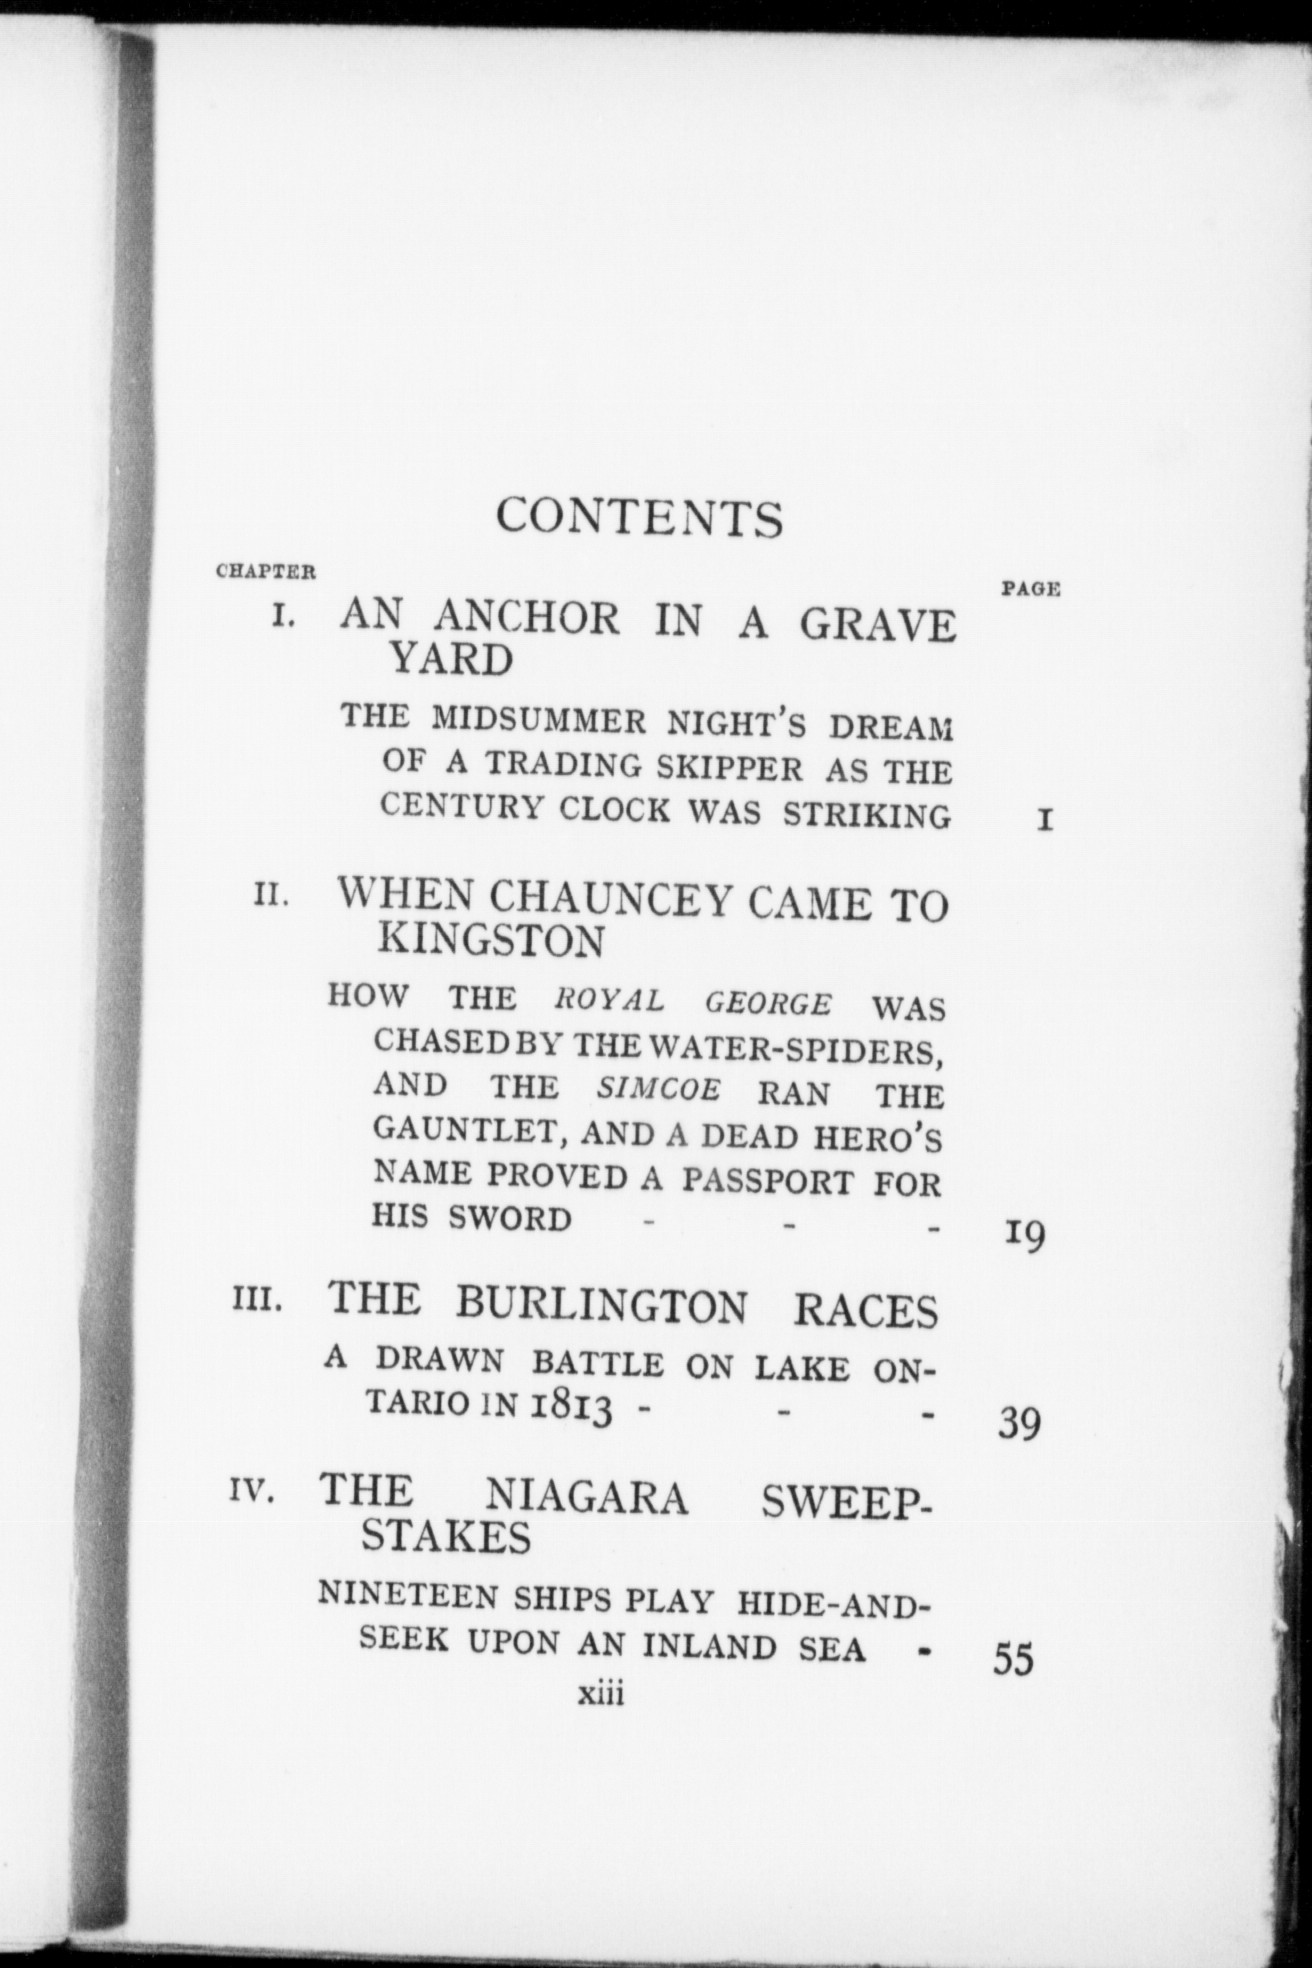 CONTENTS
CHAPTER PAGE
I. AN ANCHOR IN A GRAVE
YARD
THE MIDSUMMER NIGHT'S DREAM
OF A TRADING SKIPPER AS THE
CENTURY CLOCK WAS STRIKING 1
II. WHEN CHAUNCEY CAME TO
KINGSTON
HOW THE ROYAL GEORGE WAS
CHASED BY THE WATER-SPIDERS,
AND THE SIMCOE RAN THE
GAUNTLET, AND A DEAD HERO'S
NAME PROVED A PASSPORT FOR
HIS SWORD - - - 19
III. THE BURLINGTON RACES
A DRAWN BATTLE ON LAKE ON-
TARIO IN 1813 - - - 39
IV. THE NIAGARA SWEEP-
STAKES
NINETEEN SHIPS PLAY HIDE-AND-
SEEK UPON AN INLAND SEA - 55
xiii